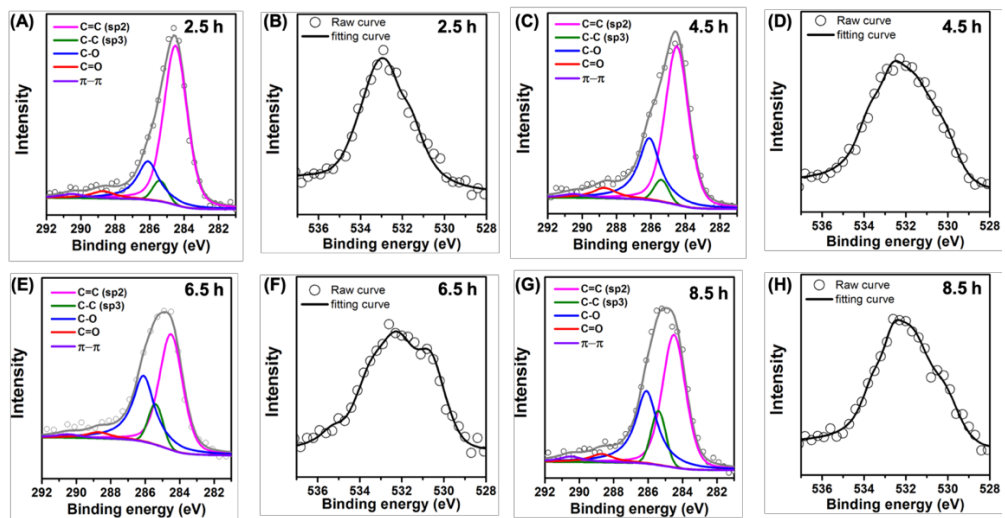 (A)
2.5 h
C=C (sp2)
C-C (sp3)
C-O
C=O
π−π
Intensity
292 290 288 286 284 282
Binding energy (eV)
(B)
2.5 h
Raw curve
fitting curve
Intensity
536 534 532 530 528
Binding energy (eV)
(C)
4.5 h
C=C (sp2)
C-C (sp3)
C-O
C=O
π−π
Intensity
292 290 288 286 284 282
Binding energy (eV)
(D)
4.5 h
Raw curve
fitting curve
Intensity
536 534 532 530 528
Binding energy (eV)
(E)
6.5 h
C=C (sp2)
C-C (sp3)
C-O
C=O
π−π
Intensity
292 290 288 286 284 282
Binding energy (eV)
(F)
6.5 h
Raw curve
fitting curve
Intensity
536 534 532 530 528
Binding energy (eV)
(G)
8.5 h
C=C (sp2)
C-C (sp3)
C-O
C=O
π−π
Intensity
292 290 288 286 284 282
Binding energy (eV)
(H)
8.5 h
Raw curve
fitting curve
Intensity
536 534 532 530 528
Binding energy (eV)